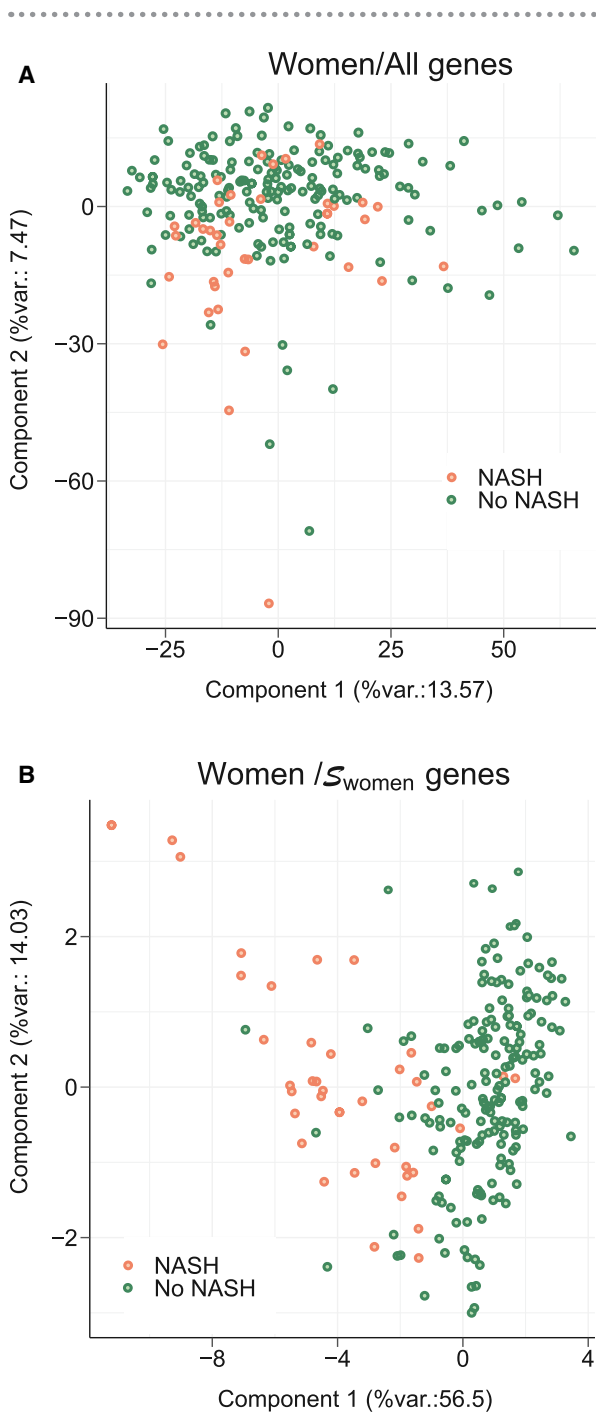 A
Women/All genes
0
−30
−60
−90
Component 2 (%var.: 7.47)
NASH
No NASH
−25 0 25 50
Component 1 (%var.:13.57)
B
Women /𝒮women genes
2
0
−2
Component 2 (%var.: 14.03)
NASH
No NASH
−8 −4 0 4
Component 1 (%var.:56.5)